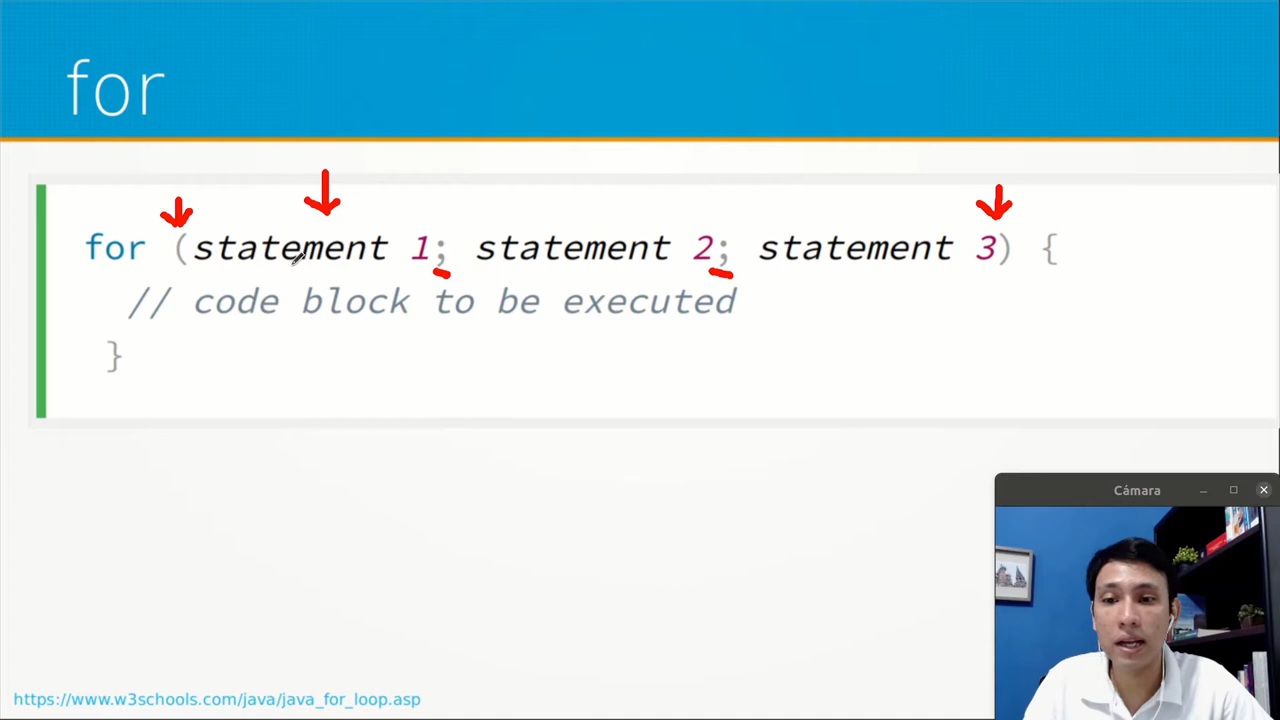 for
for (statement 1; statement 2; statement 3) {
// code block to be executed
}
Cámara
https://www.w3schools.com/java/java_for_loop.asp